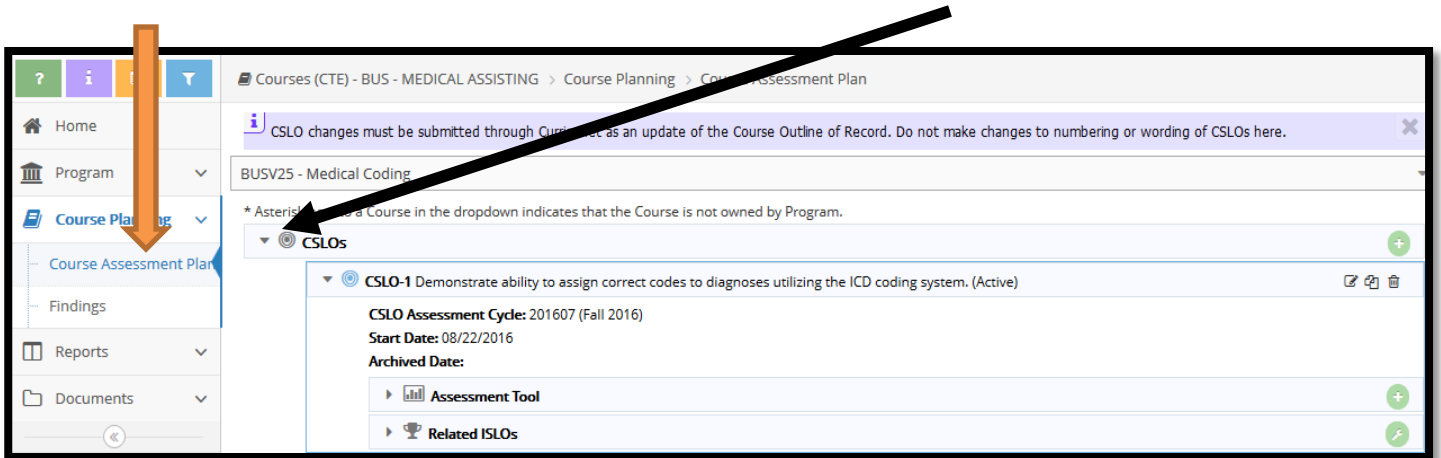 ? i
Courses (CTE) - BUS - MEDICAL ASSISTING > Course Planning > Assessment Plan
Home
Program
Course Planning
Course Assessment Plan
Findings
Reports
Documents
CSLO changes must be submitted through as an update of the Course Outline of Record. Do not make changes to numbering or wording of CSLOs here.
BUSV25 - Medical Coding
* a Course in the dropdown indicates that the Course is not owned by Program.
CSLOs
CSLO-1 Demonstrate ability to assign correct codes to diagnoses utilizing the ICD coding system. (Active)
CSLO Assessment Cycle: 201607 (Fall 2016)
Start Date: 08/22/2016
Archived Date:
Assessment Tool
Related ISLOs